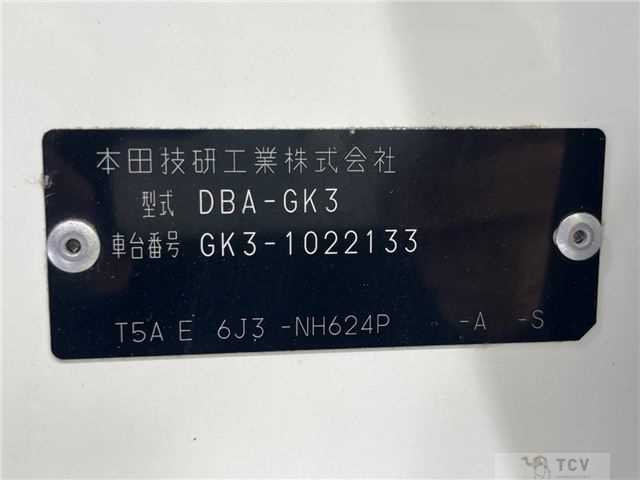 本田技研工業株式会社
型式 DBA-GK3
車台番号 GK3-1022133
T5A E 6J3 -NH624P -A -S
TCV